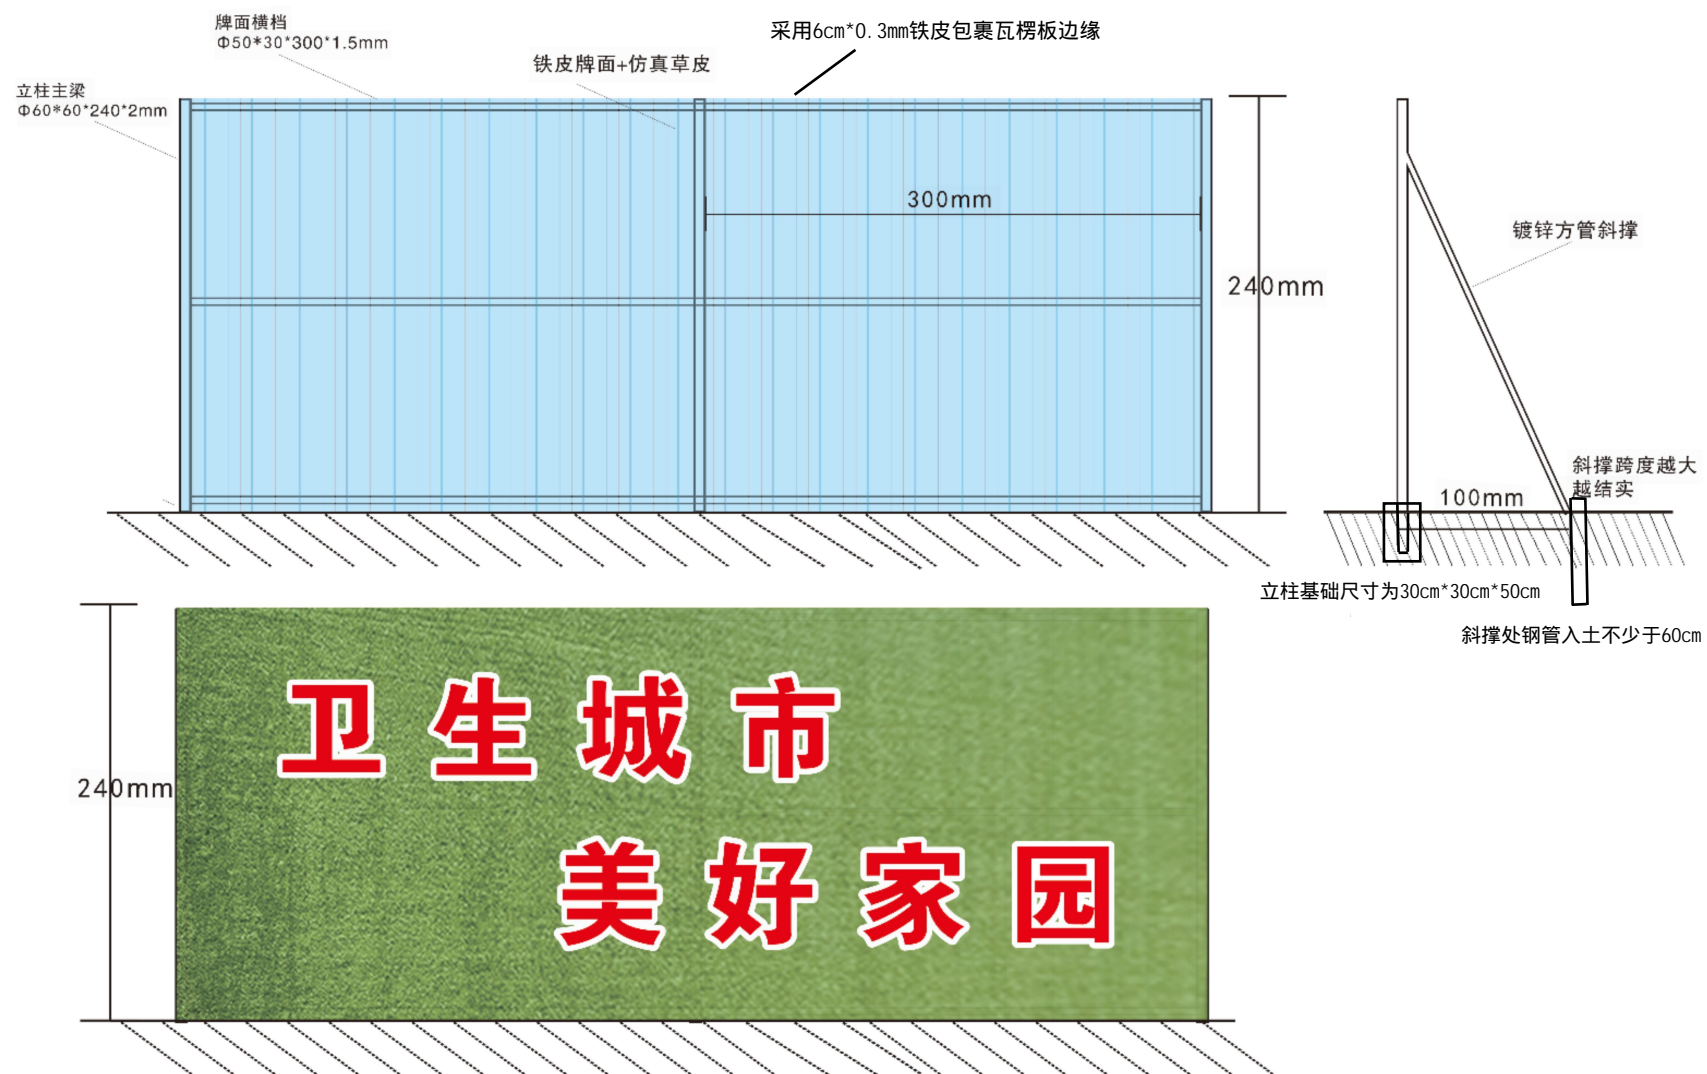 牌面横档
Φ50*30*300*1.5mm
采用6cm*0.3mm铁皮包裹瓦楞板边缘
铁皮牌面+仿真草皮
立柱主梁
Φ60*60*240*2mm
300mm
240mm
镀锌方管斜撑
斜撑跨度越大
越结实
100mm
立柱基础尺寸为30cm*30cm*50cm
斜撑处钢管入土不少于60cm
卫生城市
240mm
美好家园